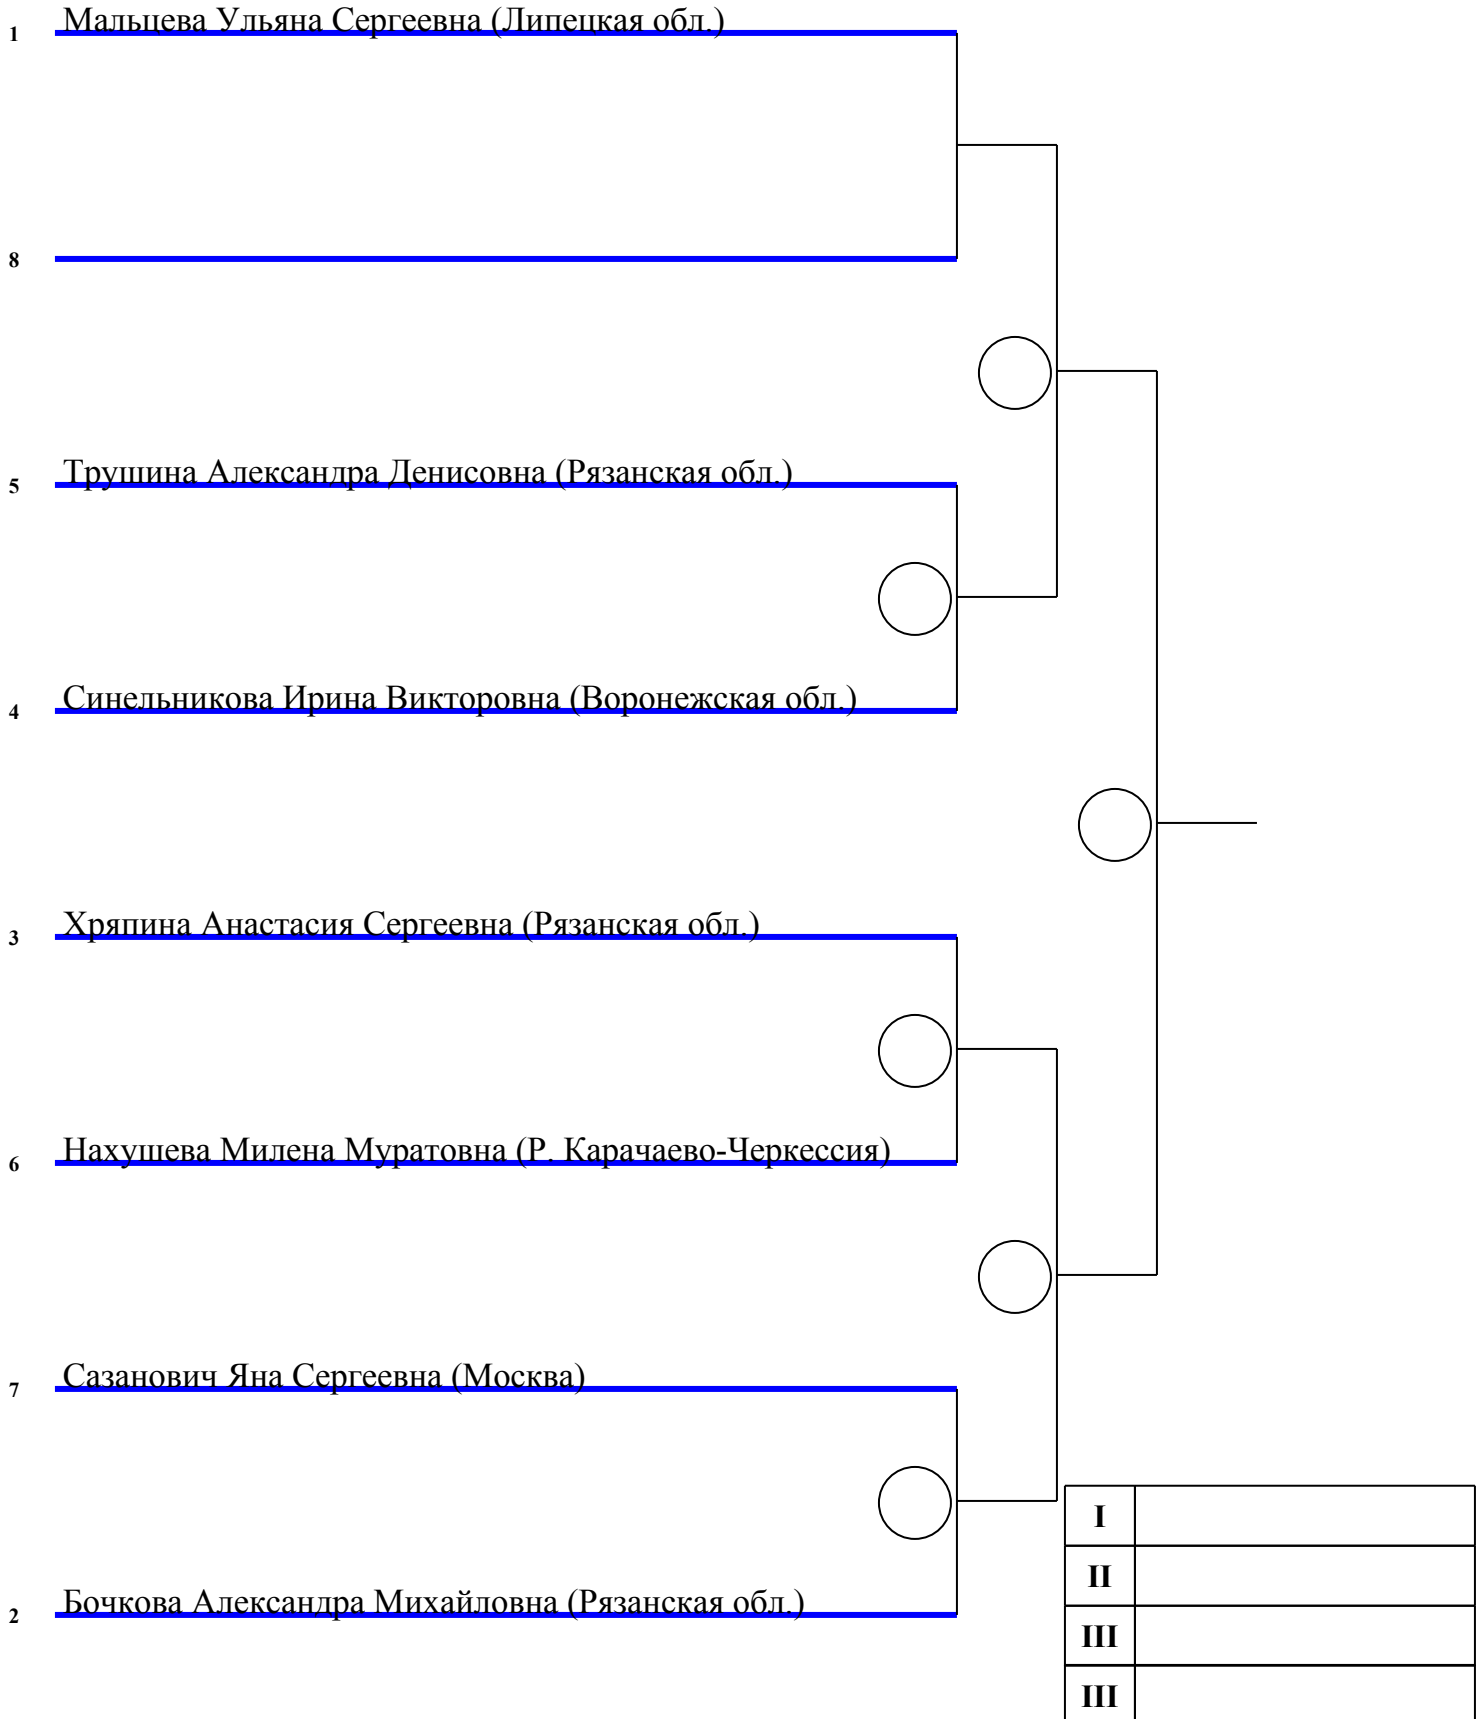 1 Мальцева Ульяна Сергеевна (Липецкая обл.)
8
5 Трушина Александра Денисовна (Рязанская обл.)
4 Синельникова Ирина Викторовна (Воронежская обл.)
3 Хряпина Анастасия Сергеевна (Рязанская обл.)
6 Нахушева Милена Муратовна (Р. Карачаево-Черкессия)
7 Сазанович Яна Сергеевна (Москва)
2 Бочкова Александра Михайловна (Рязанская обл.)
I
II
III
III